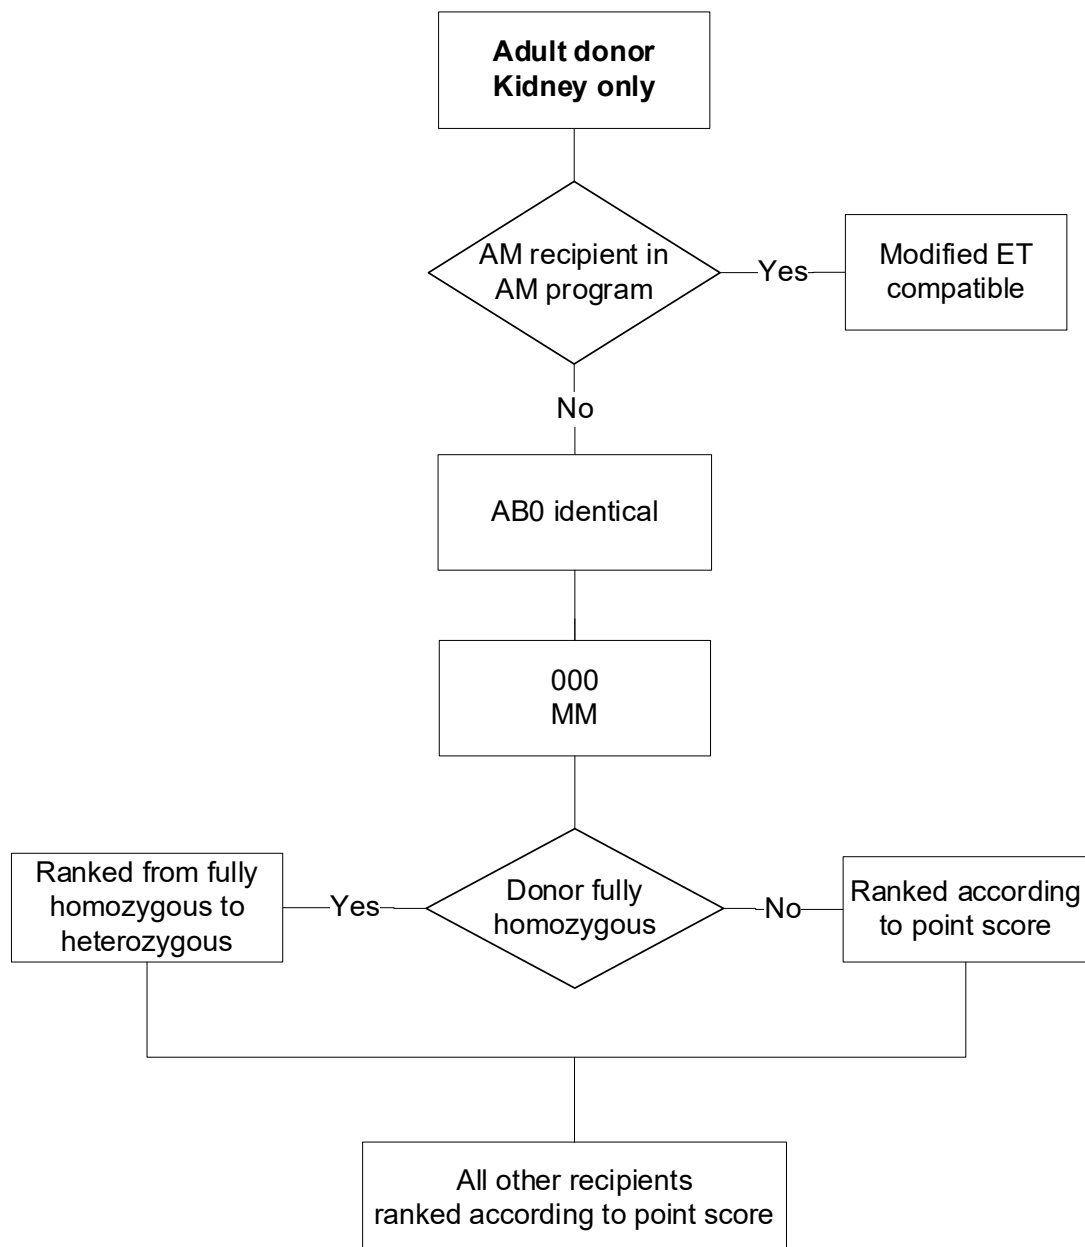 Adult donor
Kidney only
AM recipient in
AM program
Yes
Modified ET
compatible
No
AB0 identical
000
MM
Ranked from fully
homozygous to
heterozygous
Yes
Donor fully
homozygous
No
Ranked according
to point score
All other recipients
ranked according to point score